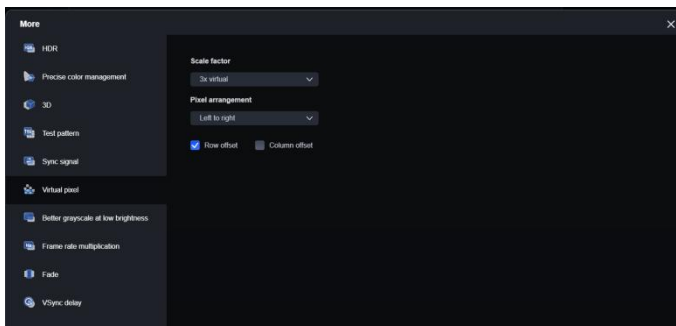 More
HDR
Precise color management
3D
Test pattern
Sync signal
Virtual pixel
Better grayscale at low brightness
Frame rate multiplication
Fade
VSync delay
Scale factor
3x virtual
Pixel arrangement
Left to right
Row offset Column offset